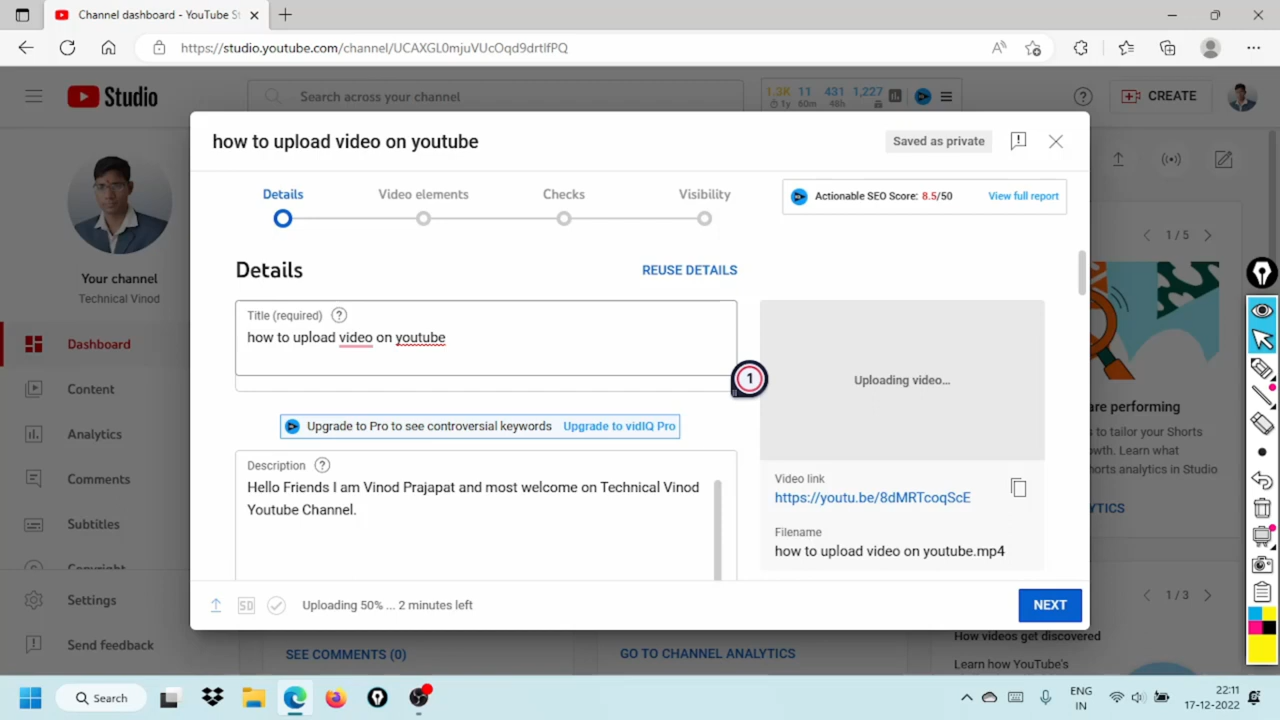 Channel dashboard - YouTube St
https://studio.youtube.com/channel/UCAXGL0mjuVUcOqd9drtlfPQ
Studio
Search across your channel
1.3K 11 431 1,227
1y 60m 48h
CREATE
how to upload video on youtube
Saved as private
Details
Video elements
Checks
Visibility
Actionable SEO Score: 8.5/50
View full report
1 / 5
Your channel
Technical Vinod
Details
REUSE DETAILS
Title (required)
how to upload video on youtube
Uploading video...
1
Dashboard
Content
Analytics
Comments
Subtitles
Copyright
Settings
Send feedback
Upgrade to Pro to see controversial keywords
Upgrade to vidIQ Pro
Description
Hello Friends I am Vinod Prajapat and most welcome on Technical Vinod
Youtube Channel.
Video link
https://youtu.be/8dMRTcoqScE
Filename
how to upload video on youtube.mp4
are performing
to tailor your Shorts
Learn what
horts analytics in Studio
YTICS
SD
Uploading 50% ... 2 minutes left
NEXT
1 / 3
How videos get discovered
Learn how YouTube's
SEE COMMENTS (0)
GO TO CHANNEL ANALYTICS
Search
ENG
IN
22:11
17-12-2022